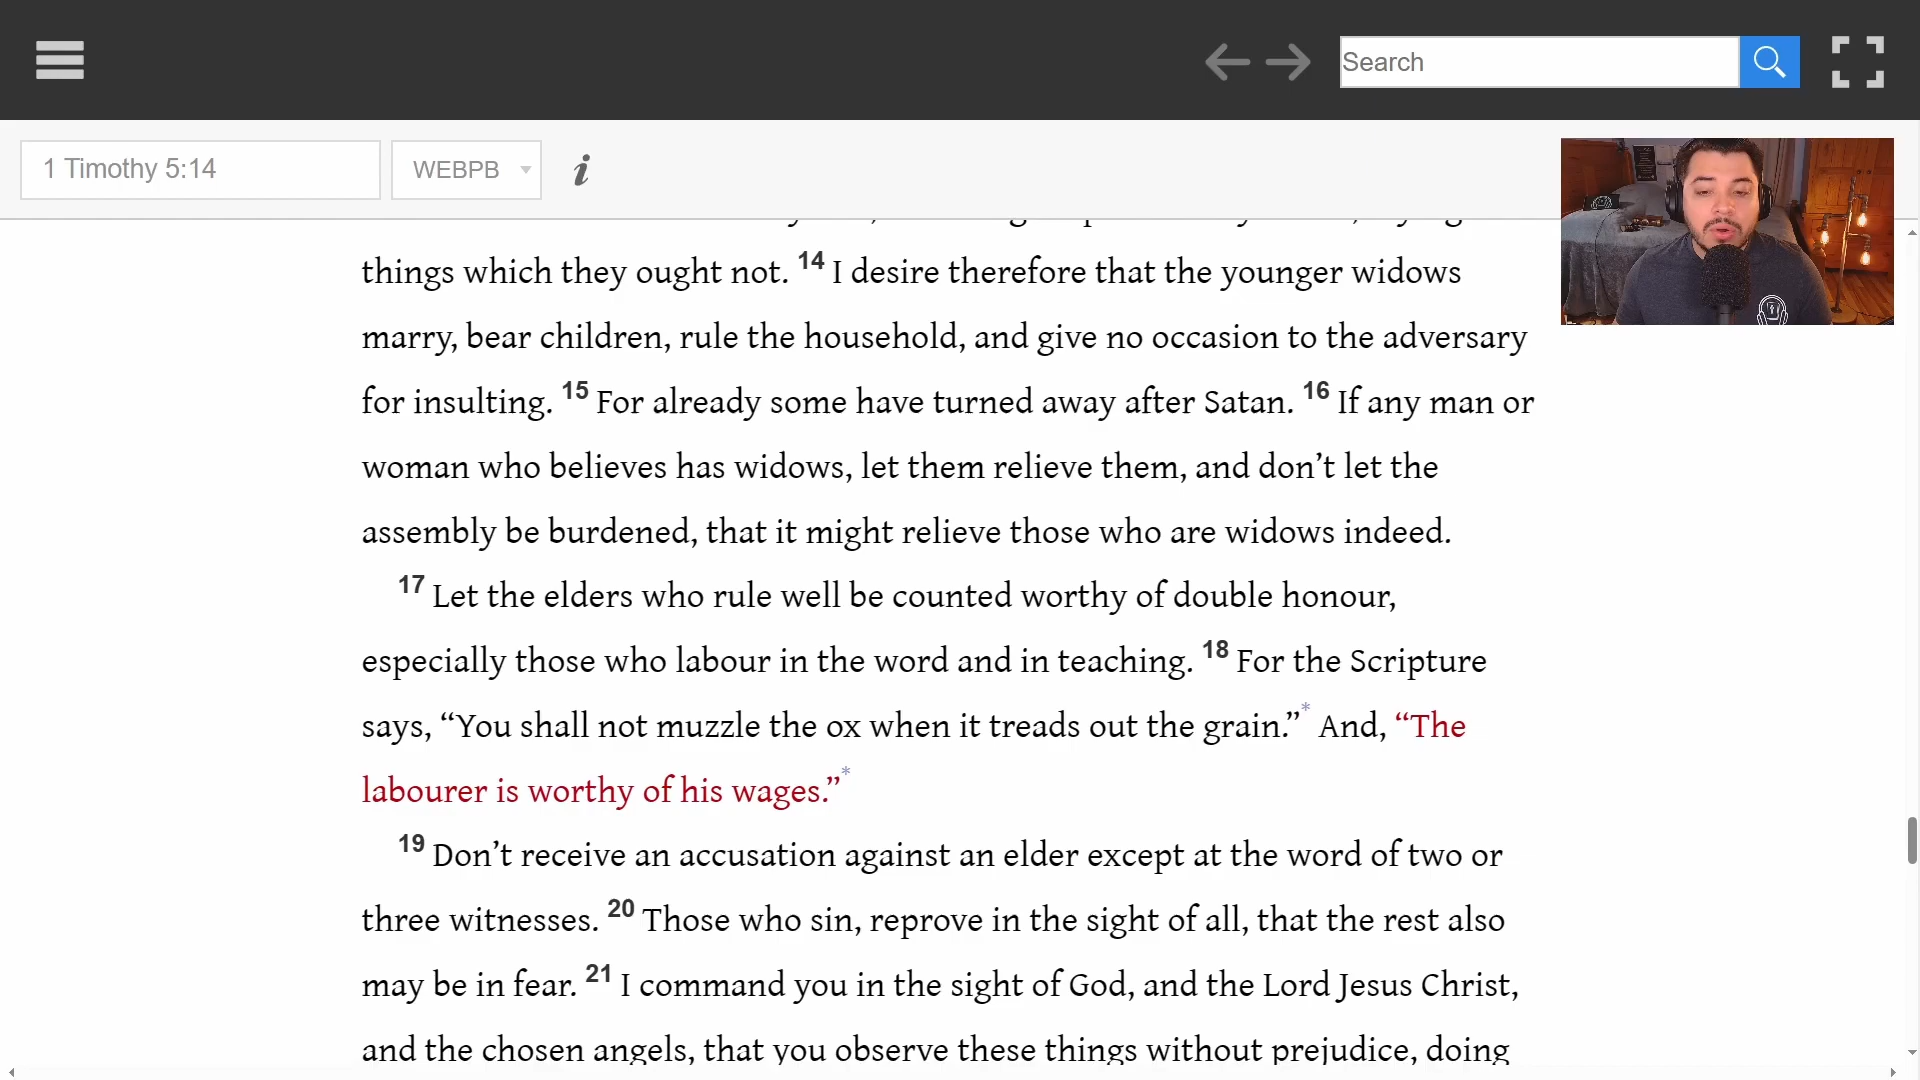 Search
1 Timothy 5:14
WEBPB
i
things which they ought not. 14 I desire therefore that the younger widows
marry, bear children, rule the household, and give no occasion to the adversary
for insulting. 15 For already some have turned away after Satan. 16 If any man or
woman who believes has widows, let them relieve them, and don’t let the
assembly be burdened, that it might relieve those who are widows indeed.
17 Let the elders who rule well be counted worthy of double honour,
especially those who labour in the word and in teaching. 18 For the Scripture
says, “You shall not muzzle the ox when it treads out the grain.”* And, “The
labourer is worthy of his wages.”*
19 Don’t receive an accusation against an elder except at the word of two or
three witnesses. 20 Those who sin, reprove in the sight of all, that the rest also
may be in fear. 21 I command you in the sight of God, and the Lord Jesus Christ,
and the chosen angels, that you observe these things without prejudice, doing